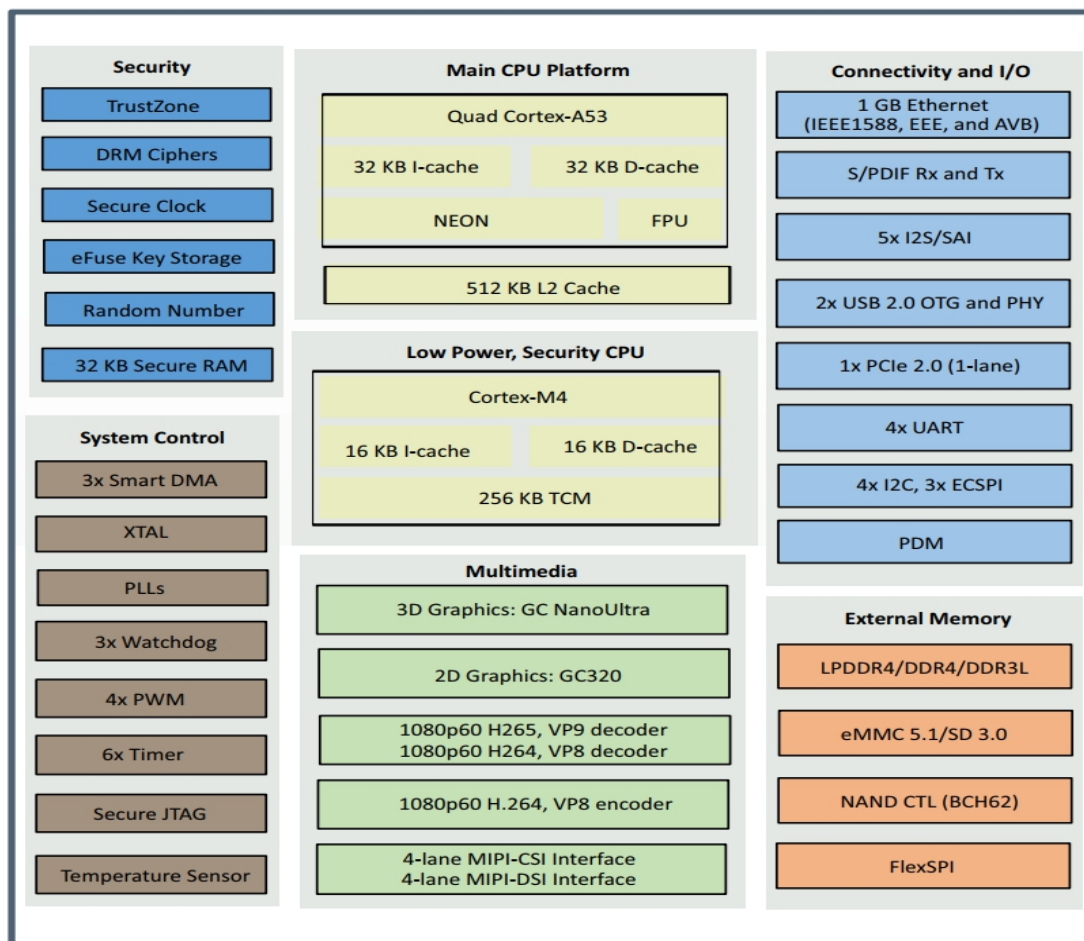 Security
TrustZone
DRM Ciphers
Secure Clock
eFuse Key Storage
Random Number
32 KB Secure RAM
System Control
3x Smart DMA
XTAL
PLLs
3x Watchdog
4x PWM
6x Timer
Secure JTAG
Temperature Sensor
Main CPU Platform
Quad Cortex-A53
32 KB I-cache
32 KB D-cache
NEON
FPU
512 KB L2 Cache
Low Power, Security CPU
Cortex-M4
16 KB I-cache
16 KB D-cache
256 KB TCM
Multimedia
3D Graphics: GC NanoUltra
2D Graphics: GC320
1080p60 H265, VP9 decoder
1080p60 H264, VP8 decoder
1080p60 H.264, VP8 encoder
4-lane MIPI-CSI Interface
4-lane MIPI-DSI Interface
Connectivity and I/O
1 GB Ethernet
(IEEE1588, EEE, and AVB)
S/PDIF Rx and Tx
5x I2S/SAI
2x USB 2.0 OTG and PHY
1x PCIe 2.0 (1-lane)
4x UART
4x I2C, 3x ECSPI
PDM
External Memory
LPDDR4/DDR4/DDR3L
eMMC 5.1/SD 3.0
NAND CTL (BCH62)
FlexSPI